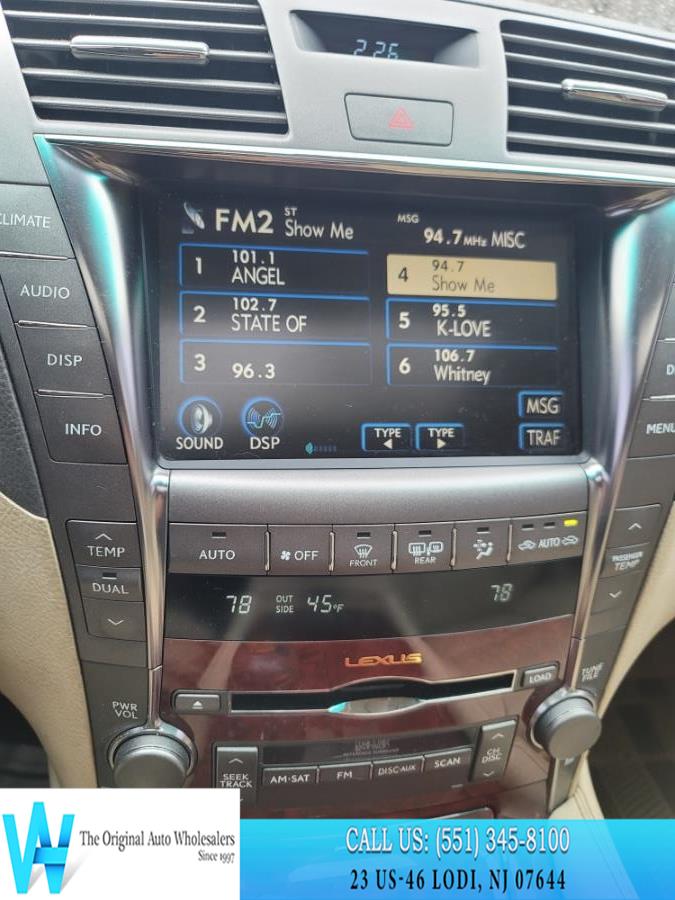 2:26
CLIMATE
AUDIO
DISP
INFO
FM2 ST Show Me MSG 94.7 MHz MISC
1 101.1 ANGEL
4 94.7 Show Me
2 102.7 STATE OF
5 95.5 K-LOVE
3 96.3
6 106.7 Whitney
SOUND
DSP
TYPE
TYPE
MSG
TRAF
MENU
TEMP
DUAL
AUTO
OFF
FRONT
REAR
AUTO
PASSENGER TEMP
78 OUT SIDE 45°F 78
LEXUS
LOAD
TUNE FILE
PWR VOL
SEEK TRACK
AM·SAT
FM
DISC·AUX
SCAN
CH DISC
The Original Auto Wholesalers
Since 1997
CALL US: (551) 345-8100
23 US-46 LODI, NJ 07644